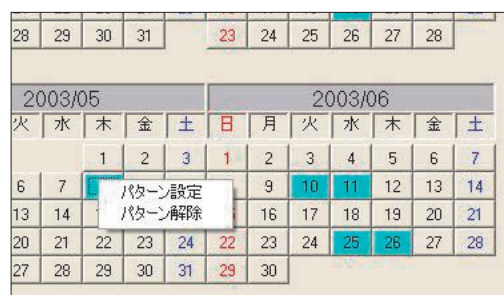 28 29 30 31 23 24 25 26 27 28
2003/05 2003/06
火 水 木 金 土 日 月 火 水 木 金 土
1 2 3 1 2 3 4 5 6 7
6 7 9 10 11 12 13 14
パターン設定
パターン解除
13 14 16 17 18 19 20 21
20 21 22 23 24 22 23 24 25 26 27 28
27 28 29 30 31 29 30